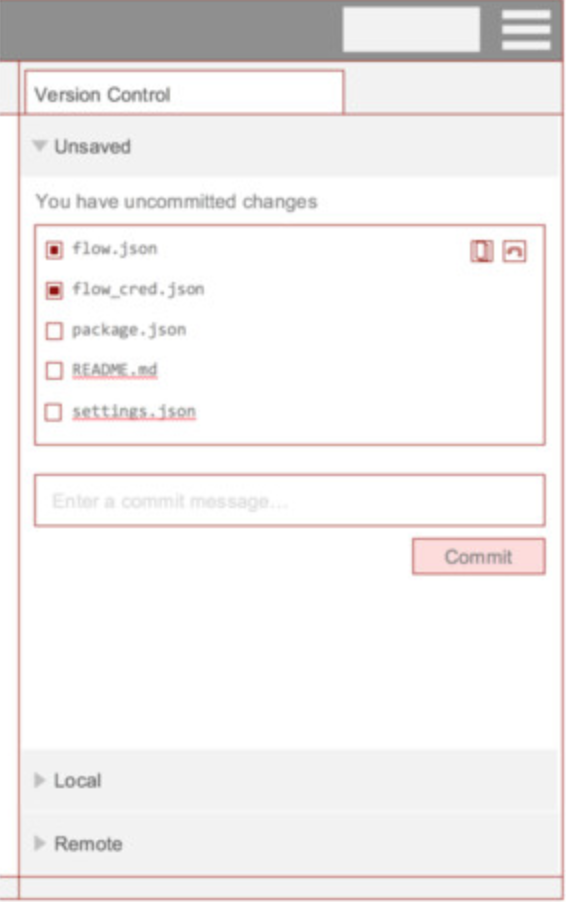 Version Control
Unsaved
You have uncommitted changes
flow.json
flow_cred.json
package.json
README.md
settings.json
Enter a commit message...
Commit
Local
Remote